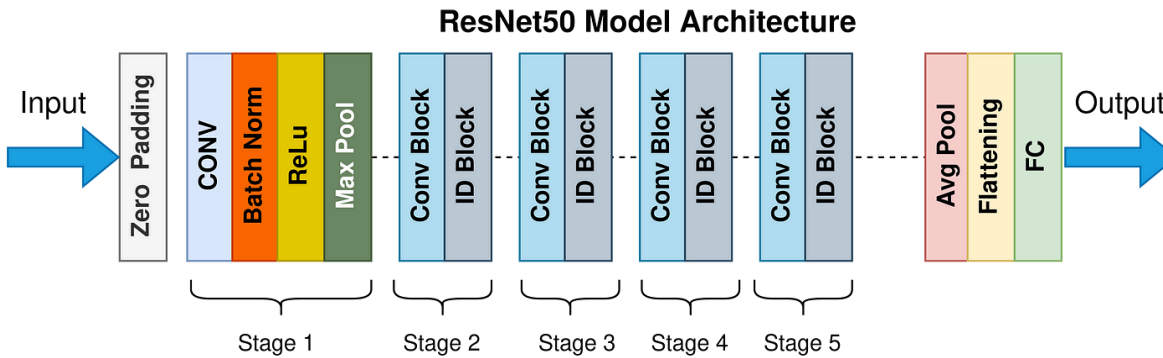 ResNet50 Model Architecture
Input
Zero Padding
CONV
Batch Norm
ReLu
Max Pool
Conv Block
ID Block
Conv Block
ID Block
Conv Block
ID Block
Conv Block
ID Block
Avg Pool
Flattening
FC
Output
Stage 1
Stage 2
Stage 3
Stage 4
Stage 5